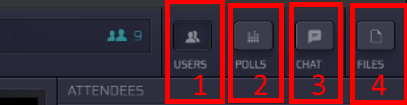 9
USERS POLLS CHAT FILES
1 2 3 4
ATTENDEES